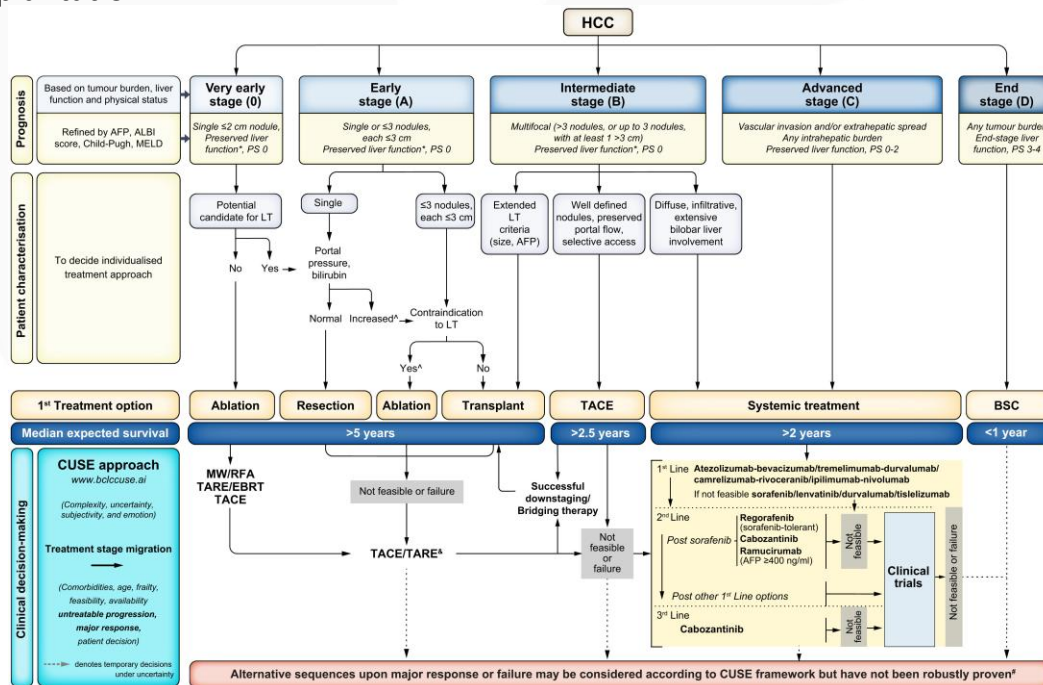 HCC
Prognosis
Based on tumour burden, liver
function and physical status
Refined by AFP, ALBI
score, Child-Pugh, MELD
Very early
stage (0)
Single ≤2 cm nodule,
Preserved liver
function*, PS 0
Early
stage (A)
Single or ≤3 nodules,
each ≤3 cm
Preserved liver function*, PS 0
Intermediate
stage (B)
Multifocal (>3 nodules, or up to 3 nodules,
with at least 1 >3 cm)
Preserved liver function*, PS 0
Advanced
stage (C)
Vascular invasion and/or extrahepatic spread
Any intrahepatic burden
Preserved liver function, PS 0-2
End
stage (D)
Any tumour burden
End-stage liver
function, PS 3-4
Patient characterisation
To decide individualised
treatment approach
Potential
candidate for LT
No
Yes
Single
Portal
pressure,
bilirubin
Normal
Increased^
≤3 nodules,
each ≤3 cm
Contraindication
to LT
Yes^
No
Extended
LT
criteria
(size, AFP)
Well defined
nodules, preserved
portal flow,
selective access
Diffuse, infiltrative,
extensive
bilobar liver
involvement
1st Treatment option
Ablation
Resection
Ablation
Transplant
TACE
Systemic treatment
BSC
Median expected survival
>5 years
>2.5 years
>2 years
<1 year
Clinical decision-making
CUSE approach
www.bclccuse.ai
(Complexity, uncertainty,
subjectivity, and emotion)
Treatment stage migration
(Comorbidities, age, frailty,
feasibility, availability
untreatable progression,
major response,
patient decision)
denotes temporary decisions
under uncertainty
MW/RFA
TARE/EBRT
TACE
Not feasible or failure
TACE/TARE&
Successful
downstaging/
Bridging therapy
Not
feasible
or
failure
1st Line
Atezolizumab-bevacizumab/tremelimumab-durvalumab/
camrelizumab-rivoceranib/ipilimumab-nivolumab
If not feasible sorafenib/lenvatinib/durvalumab/tislelizumab
2nd Line
Post sorafenib
Regorafenib
(sorafenib-tolerant)
Cabozantinib
Ramucirumab
(AFP ≥400 ng/ml)
Not
feasible
Post other 1st Line options
3rd Line
Cabozantinib
Not
feasible
Clinical
trials
Not feasible or failure
Alternative sequences upon major response or failure may be considered according to CUSE framework but have not been robustly proven#